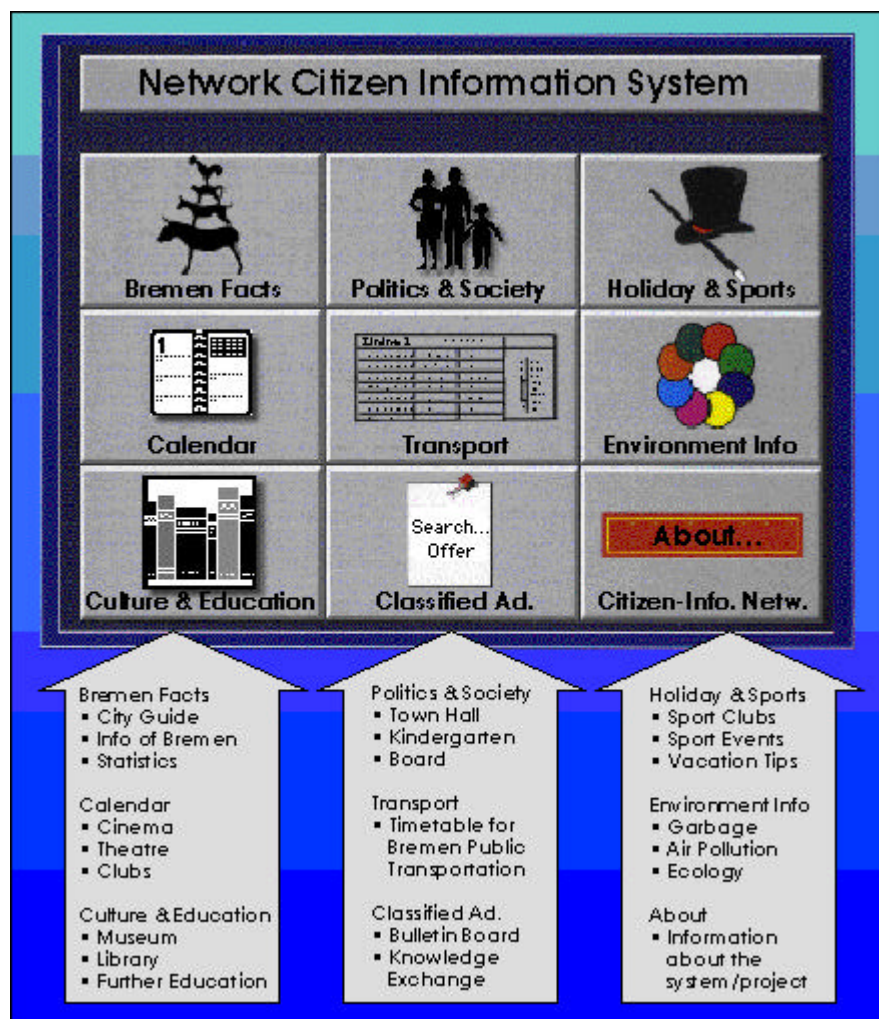 Network Citizen Information System
Bremen Facts
Politics & Society
Holiday & Sports
1
Calendar
Transport
Environment Info
Culture & Education
Search...
Offer
Classified Ad.
About...
Citizen-Info. Netw.
Bremen Facts
▪ City Guide
▪ Info of Bremen
▪ Statistics
Calendar
▪ Cinema
▪ Theatre
▪ Clubs
Culture & Education
▪ Museum
▪ Library
▪ Further Education
Politics & Society
▪ Town Hall
▪ Kindergarten
▪ Board
Transport
▪ Timetable for
Bremen Public
Transportation
Classified Ad.
▪ Bulletin Board
▪ Knowledge
Exchange
Holiday & Sports
▪ Sport Clubs
▪ Sport Events
▪ Vacation Tips
Environment Info
▪ Garbage
▪ Air Pollution
▪ Ecology
About
▪ Information
about the
system/project